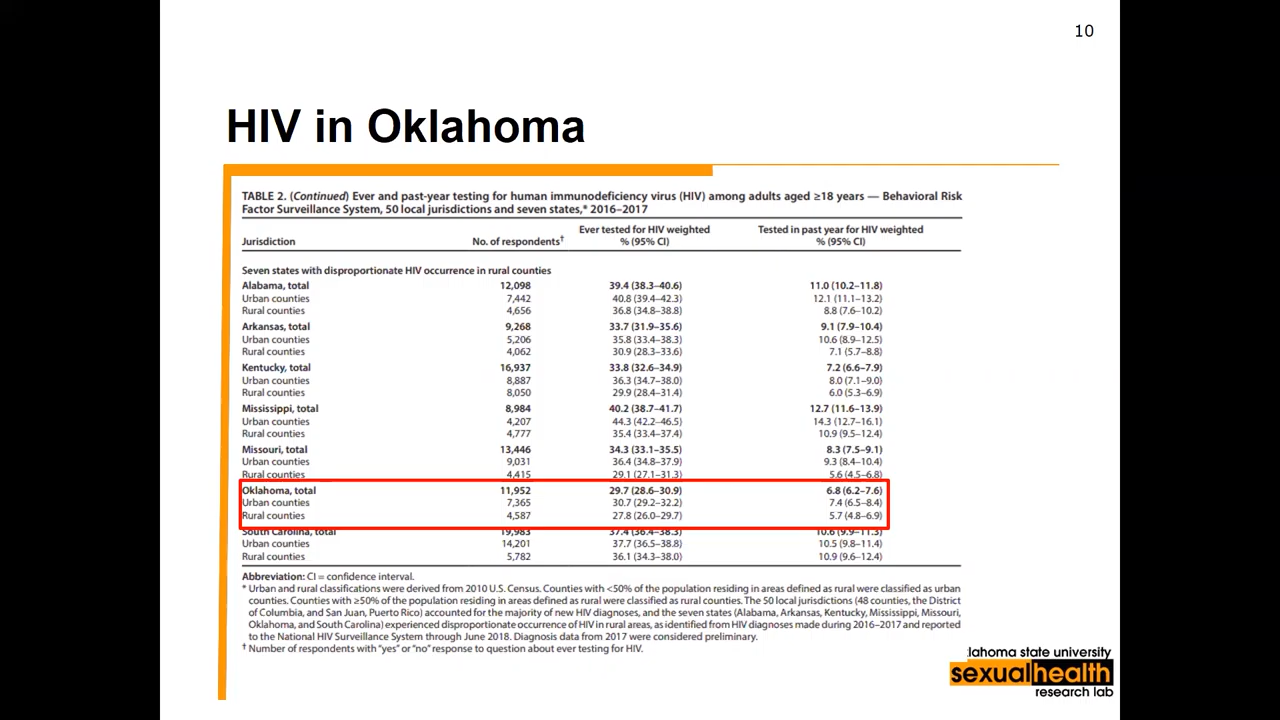 10
HIV in Oklahoma
TABLE 2. (Continued) Ever and past-year testing for human immunodeficiency virus (HIV) among adults aged ≥18 years — Behavioral Risk
Factor Surveillance System, 50 local jurisdictions and seven states,* 2016–2017
Jurisdiction No. of respondents† Ever tested for HIV weighted % (95% CI) Tested in past year for HIV weighted % (95% CI)
Seven states with disproportionate HIV occurrence in rural counties
Alabama, total 12,098 39.4 (38.3–40.6) 11.0 (10.2–11.8)
Urban counties 7,442 40.8 (39.4–42.3) 12.1 (11.1–13.2)
Rural counties 4,656 36.8 (34.8–38.8) 8.8 (7.6–10.2)
Arkansas, total 9,268 33.7 (31.9–35.6) 9.1 (7.9–10.4)
Urban counties 5,206 35.8 (33.4–38.3) 10.6 (8.9–12.5)
Rural counties 4,062 30.9 (28.3–33.6) 7.1 (5.7–8.8)
Kentucky, total 16,937 33.8 (32.6–34.9) 7.2 (6.6–7.9)
Urban counties 8,887 36.3 (34.7–38.0) 8.0 (7.1–9.0)
Rural counties 8,050 29.9 (28.4–31.4) 6.0 (5.3–6.9)
Mississippi, total 8,984 40.2 (38.7–41.7) 12.7 (11.6–13.9)
Urban counties 4,207 44.3 (42.2–46.5) 14.3 (12.7–16.1)
Rural counties 4,777 35.4 (33.4–37.4) 10.9 (9.5–12.4)
Missouri, total 13,446 34.3 (33.1–35.5) 8.3 (7.5–9.1)
Urban counties 9,031 36.4 (34.8–37.9) 9.3 (8.4–10.4)
Rural counties 4,415 29.1 (27.1–31.3) 5.6 (4.5–6.8)
Oklahoma, total 11,952 29.7 (28.6–30.9) 6.8 (6.2–7.6)
Urban counties 7,365 30.7 (29.2–32.2) 7.4 (6.5–8.4)
Rural counties 4,587 27.8 (26.0–29.7) 5.7 (4.8–6.9)
South Carolina, total 19,983 37.4 (36.4–38.3) 10.6 (9.9–11.3)
Urban counties 14,201 37.7 (36.5–38.8) 10.5 (9.8–11.4)
Rural counties 5,782 36.1 (34.3–38.0) 10.9 (9.6–12.4)
Abbreviation: CI = confidence interval.
* Urban and rural classifications were derived from 2010 U.S. Census. Counties with <50% of the population residing in areas defined as rural were classified as urban
counties. Counties with ≥50% of the population residing in areas defined as rural were classified as rural counties. The 50 local jurisdictions (48 counties, the District
of Columbia, and San Juan, Puerto Rico) accounted for the majority of new HIV diagnoses, and the seven states (Alabama, Arkansas, Kentucky, Mississippi, Missouri,
Oklahoma, and South Carolina) experienced disproportionate occurrence of HIV in rural areas, as identified from HIV diagnoses made during 2016–2017 and reported
to the National HIV Surveillance System through June 2018. Diagnosis data from 2017 were considered preliminary.
† Number of respondents with "yes" or "no" response to question about ever testing for HIV.
lahoma state university
sexualhealth
research lab